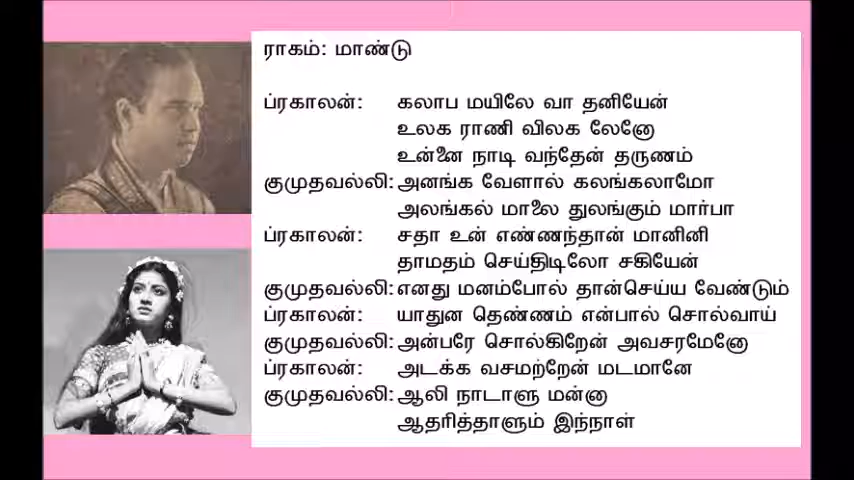 ராகம்: மாண்டு
ப்ரகாலன்: கலாப மயிலே வா தனியேன்
உலக ராணி விலக லேனோ
உன்னை நாடி வந்தேன் தருணம்
குமுதவல்லி: அனங்க வேளால் கலங்கலாமோ
அலங்கல் மாலை துலங்கும் மார்பா
ப்ரகாலன்: சதா உன் எண்ணந்தான் மானினி
தாமதம் செய்திடிலோ சகியேன்
குமுதவல்லி: எனது மனம்போல் தான்செய்ய வேண்டும்
ப்ரகாலன்: யாதுன தெண்ணம் என்பால் சொல்வாய்
குமுதவல்லி: அன்பரே சொல்கிறேன் அவசரமேனோ
ப்ரகாலன்: அடக்க வசமற்றேன் மடமானே
குமுதவல்லி: ஆலி நாடாளு மன்னா
ஆதரித்தாளும் இந்நாள்